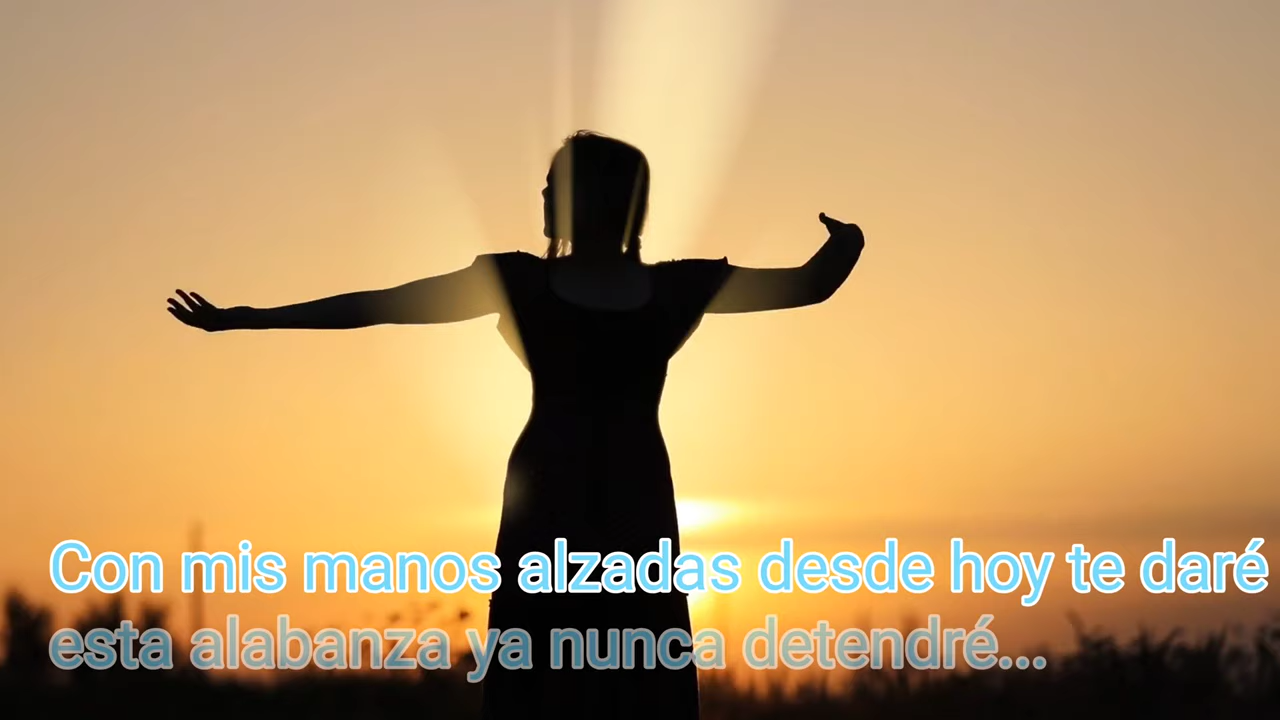 Con mis manos alzadas desde hoy te daré
esta alabanza ya nunca detendré...